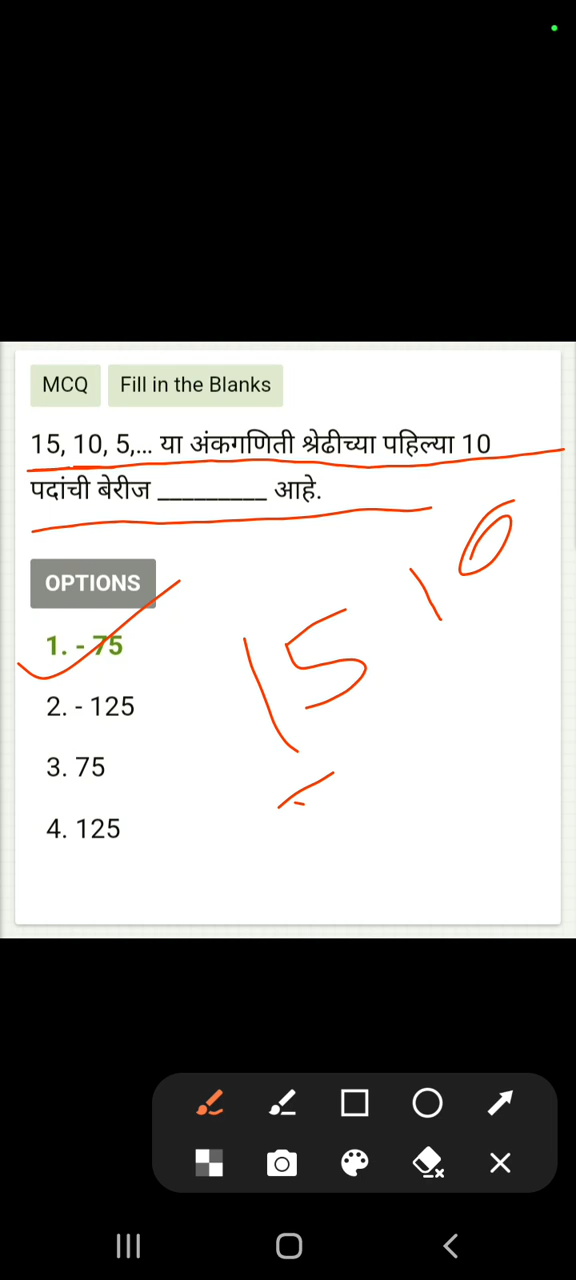 MCQ Fill in the Blanks
15, 10, 5,... या अंकगणिती श्रेढीच्या पहिल्या 10
पदांची बेरीज _________ आहे.
OPTIONS
1. - 75
2. - 125
3. 75
4. 125
15
10